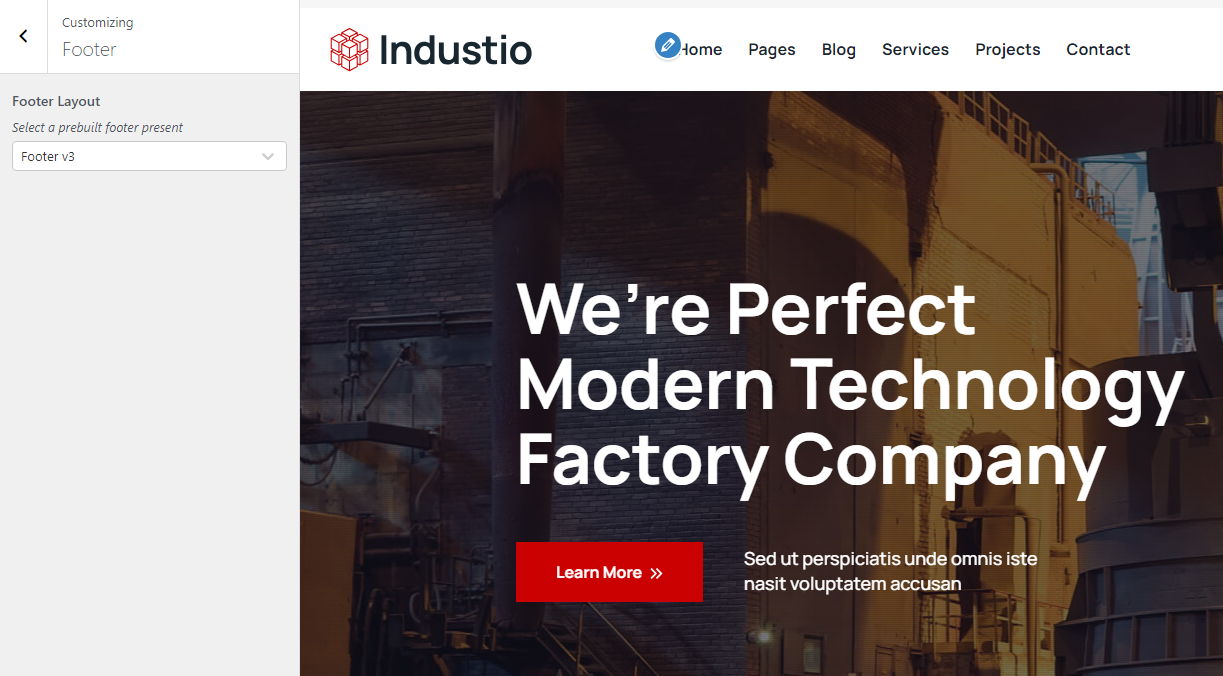 Customizing
Footer
Footer Layout
Select a prebuilt footer present
Footer v3
Industio
Home Pages Blog Services Projects Contact
We're Perfect
Modern Technology
Factory Company
Learn More
Sed ut perspiciatis unde omnis iste
nasit voluptatem accusan